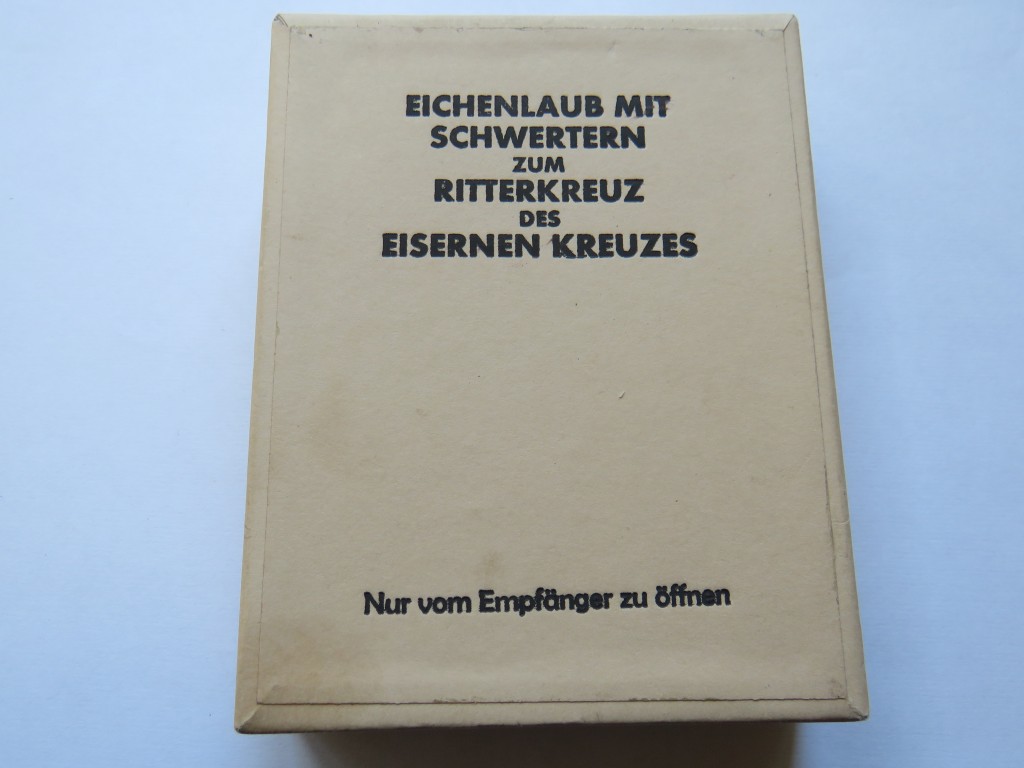 EICHENLAUB MIT
SCHWERTERN
ZUM
RITTERKREUZ
DES
EISERNEN KREUZES
Nur vom Empfänger zu öffnen